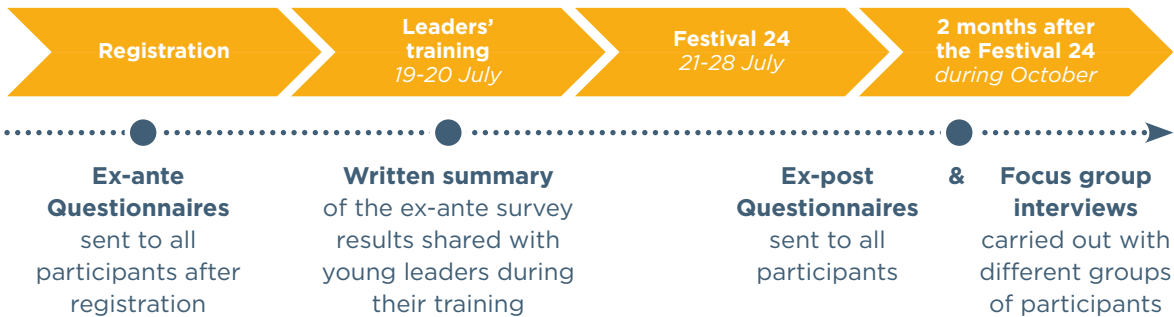 Registration
Leaders'
training
19-20 July
Festival 24
21-28 July
2 months after
the Festival 24
during October
Ex-ante
Questionnaires
sent to all
participants after
registration
Written summary
of the ex-ante survey
results shared with
young leaders during
their training
Ex-post
Questionnaires
sent to all
participants
&
Focus group
interviews
carried out with
different groups
of participants